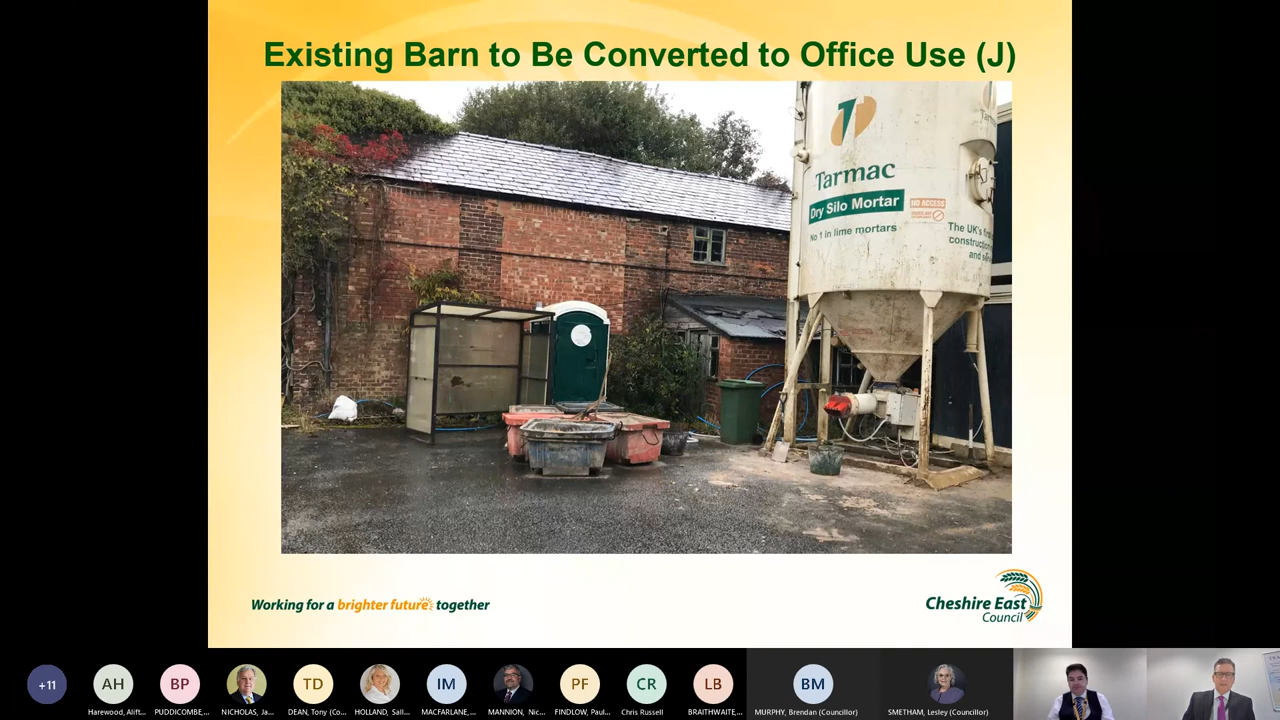 Existing Barn to Be Converted to Office Use (J)
Tarmac
Dry Silo Mortar
No 1 in lime mortars
NO ACCESS
The UK's
construction
and
Working for a brighter future together
Cheshire East
Council
+11
AH
BP
TD
IM
PF
CR
LB
BM
Harewood, Alift...
PUDDICOMBE,...
NICHOLAS, Ja...
DEAN, Tony (Co...
HOLLAND, Sall...
MACFARLANE,...
MANNION, Nic...
FINDLOW, Paul...
Chris Russell
BRAITHWAITE,...
MURPHY, Brendan (Councillor)
SMETHAM, Lesley (Councillor)